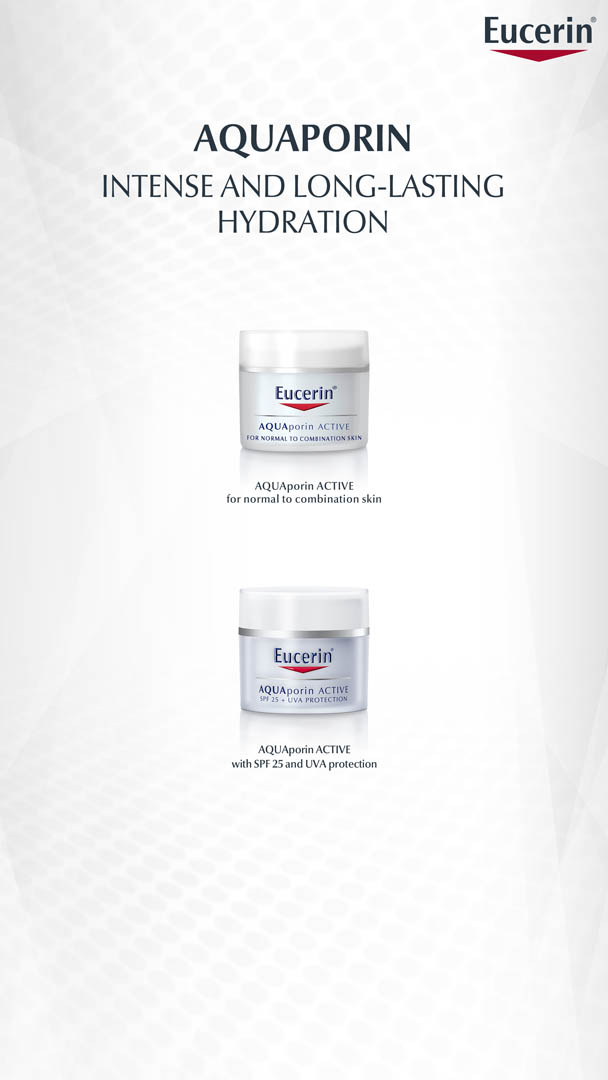 Eucerin®
AQUAPORIN
INTENSE AND LONG-LASTING
HYDRATION
Eucerin®
AQUAporin ACTIVE
FOR NORMAL TO COMBINATION SKIN
AQUAporin ACTIVE
for normal to combination skin
Eucerin®
AQUAporin ACTIVE
SPF 25 + UVA PROTECTION
AQUAporin ACTIVE
with SPF 25 and UVA protection